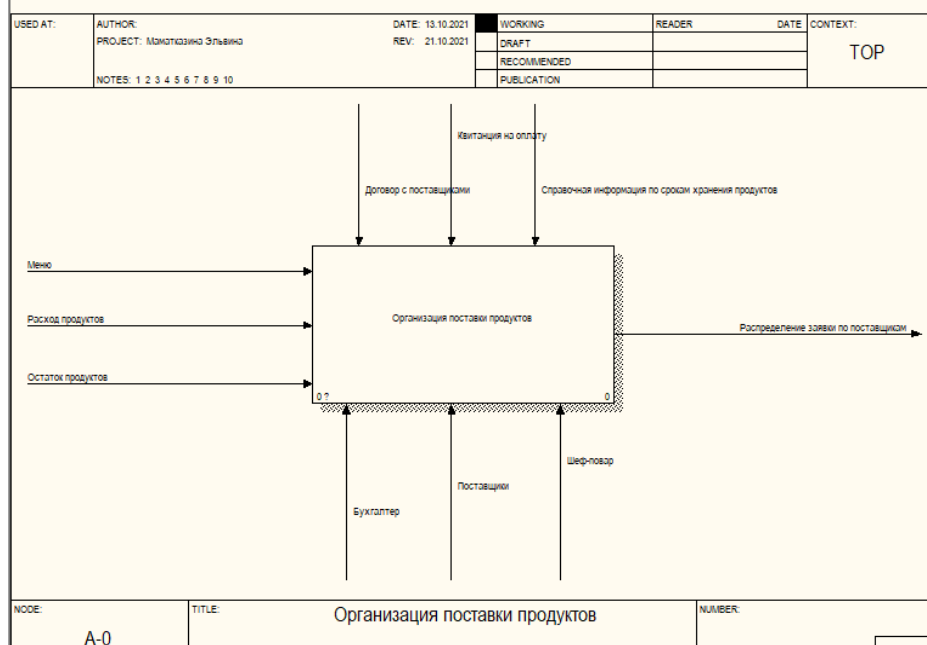 USED AT:
AUTHOR:
DATE: 13.10.2021
WORKING
READER
DATE
CONTEXT:
PROJECT: Маматказина Эльвина
REV: 21.10.2021
DRAFT
TOP
RECOMMENDED
NOTES: 1 2 3 4 5 6 7 8 9 10
PUBLICATION
Квитанция на оплату
Договор с поставщиками
Справочная информация по срокам хранения продуктов
Меню
Расход продуктов
Организация поставки продуктов
Распределение заявки по поставщикам
Остаток продуктов
0 ?
0
Шеф-повар
Поставщики
Бухгалтер
NODE:
TITLE:
Организация поставки продуктов
NUMBER:
A-0